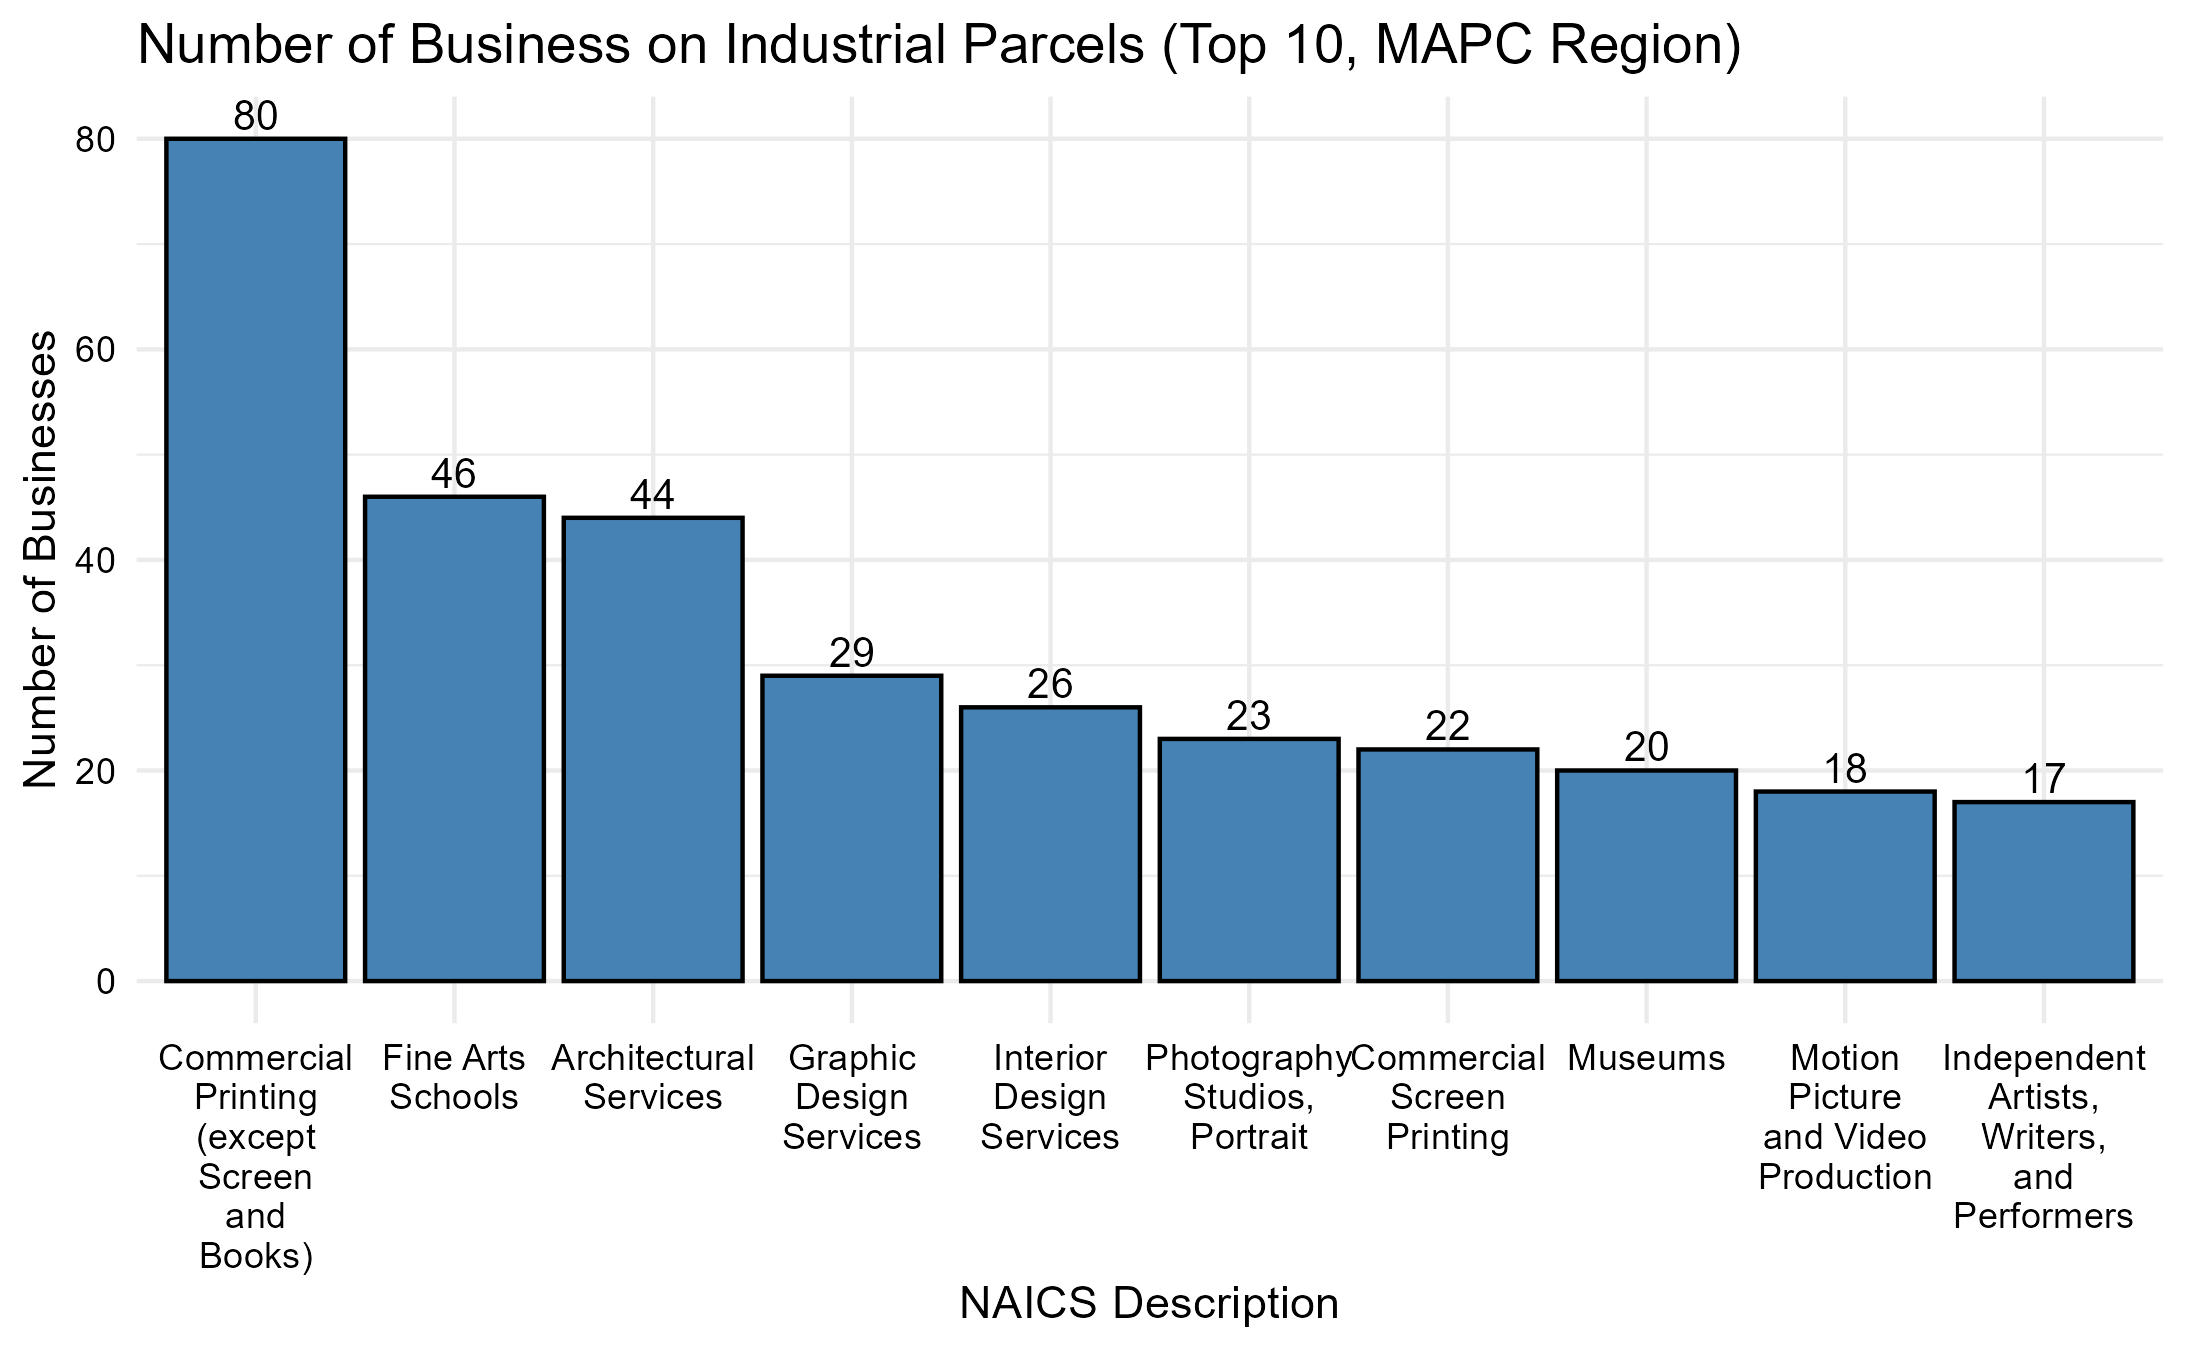 Number of Business on Industrial Parcels (Top 10, MAPC Region)
Number of Businesses
80
60
40
20
0
80
46
44
29
26
23
22
20
18
17
Commercial
Printing
(except
Screen
and
Books)
Fine Arts
Schools
Architectural
Services
Graphic
Design
Services
Interior
Design
Services
Photography
Studios,
Portrait
Commercial
Screen
Printing
Museums
Motion
Picture
and Video
Production
Independent
Artists,
Writers,
and
Performers
NAICS Description